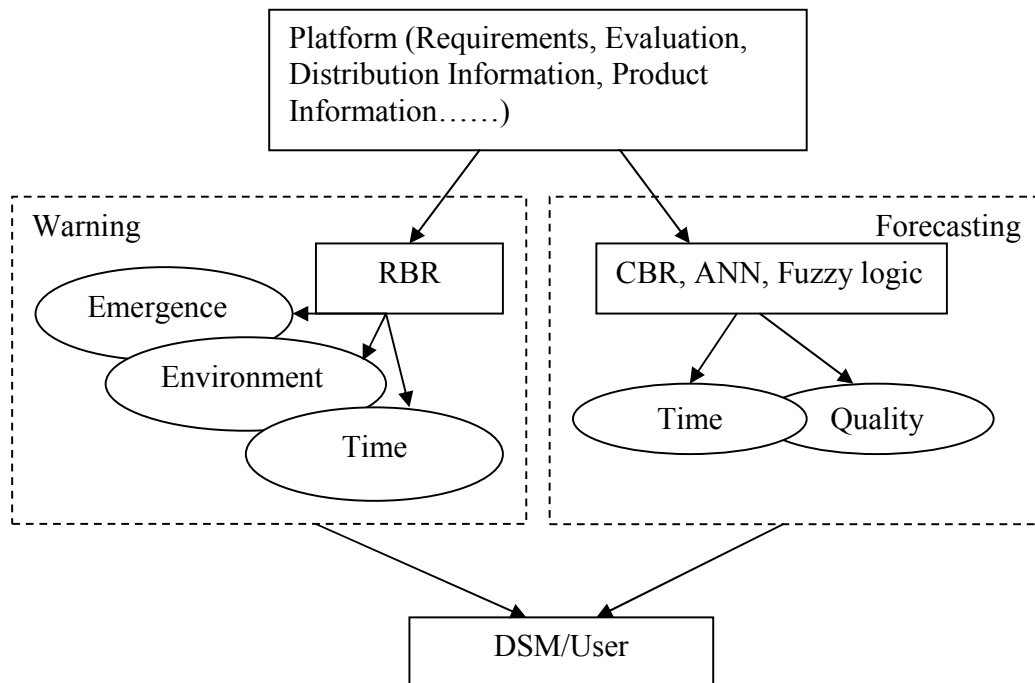 Platform (Requirements, Evaluation,
Distribution Information, Product
Information……)
Warning
RBR
Emergence
Environment
Time
Forecasting
CBR, ANN, Fuzzy logic
Time
Quality
DSM/User